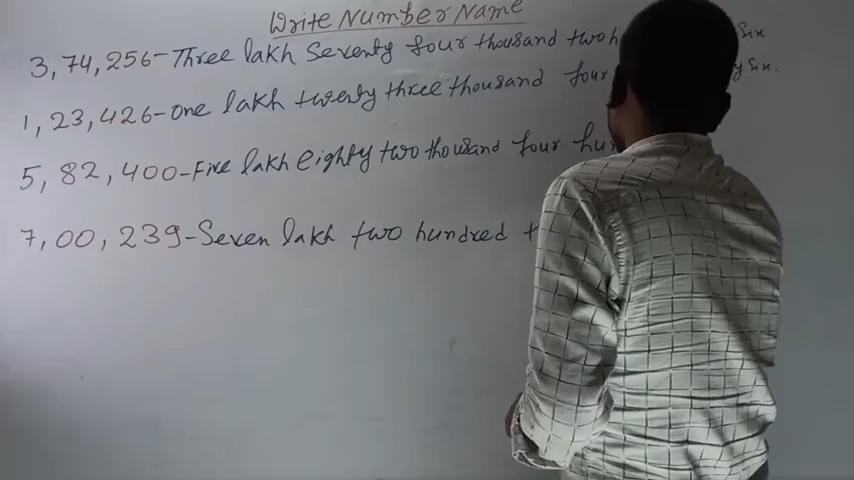 Write Number Name
3,74,256-Three lakh seventy four thousand two six
1,23,426-One lakh twenty three thousand four six.
5,82,400-Five lakh eighty two thousand four
7,00,239-Seven lakh two hundred